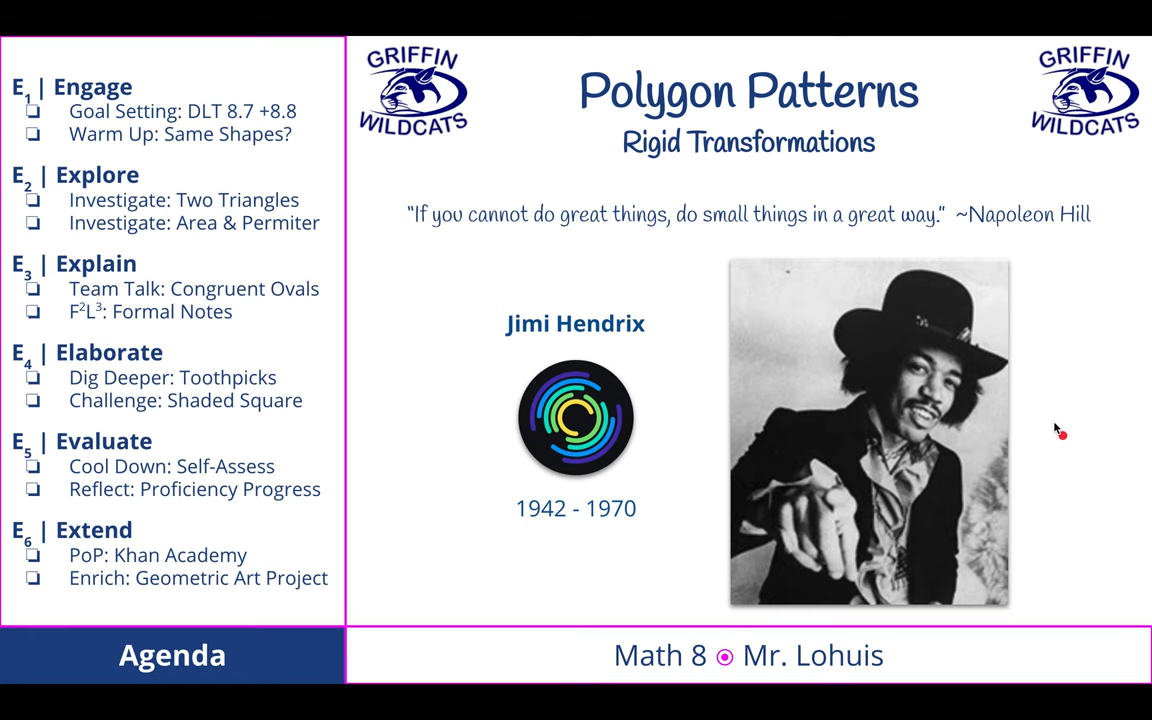 E1 | Engage
❏ Goal Setting: DLT 8.7 +8.8
❏ Warm Up: Same Shapes?
E2 | Explore
❏ Investigate: Two Triangles
❏ Investigate: Area & Permiter
E3 | Explain
❏ Team Talk: Congruent Ovals
❏ F²L³: Formal Notes
E4 | Elaborate
❏ Dig Deeper: Toothpicks
❏ Challenge: Shaded Square
E5 | Evaluate
❏ Cool Down: Self-Assess
❏ Reflect: Proficiency Progress
E6 | Extend
❏ PoP: Khan Academy
❏ Enrich: Geometric Art Project
Agenda
GRIFFIN
WILDCATS
Polygon Patterns
Rigid Transformations
GRIFFIN
WILDCATS
“If you cannot do great things, do small things in a great way.” ~Napoleon Hill
Jimi Hendrix
1942 - 1970
Math 8 ⦿ Mr. Lohuis